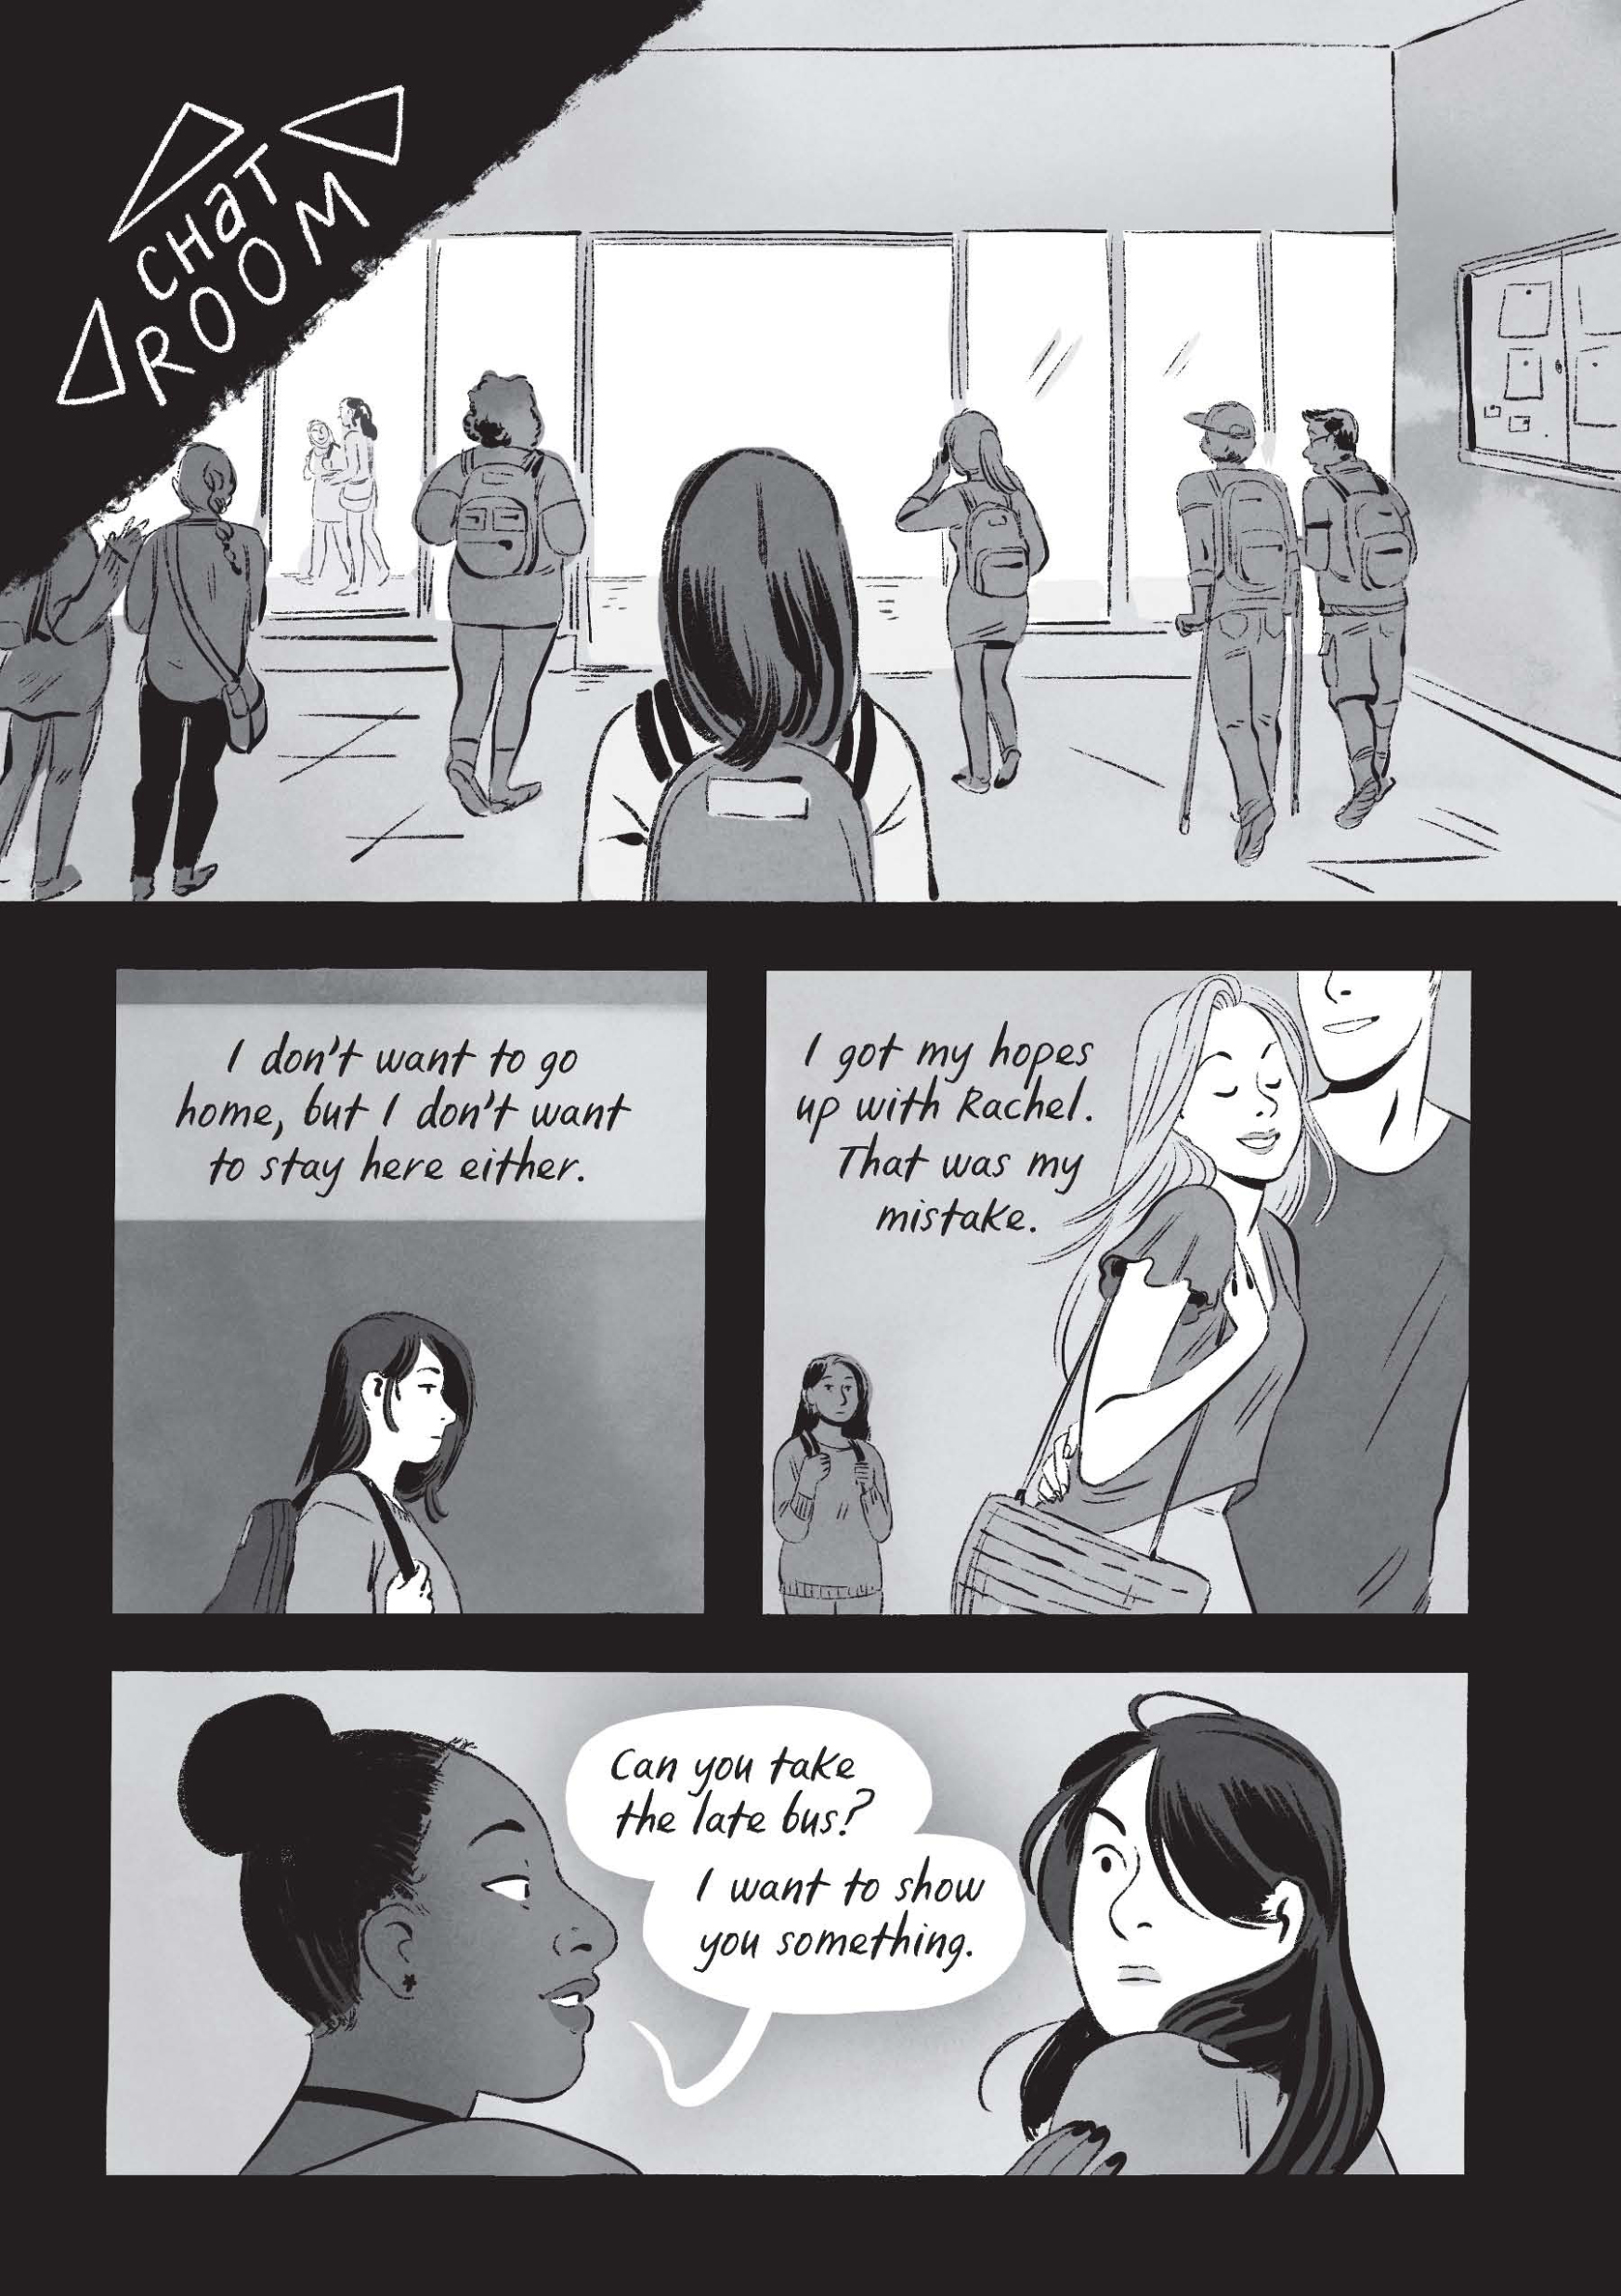 CHaT
ROOM
I don't want to go
home, but I don't want
to stay here either.
I got my hopes
up with Rachel.
That was my
mistake.
Can you take
the late bus?
I want to show
you something.